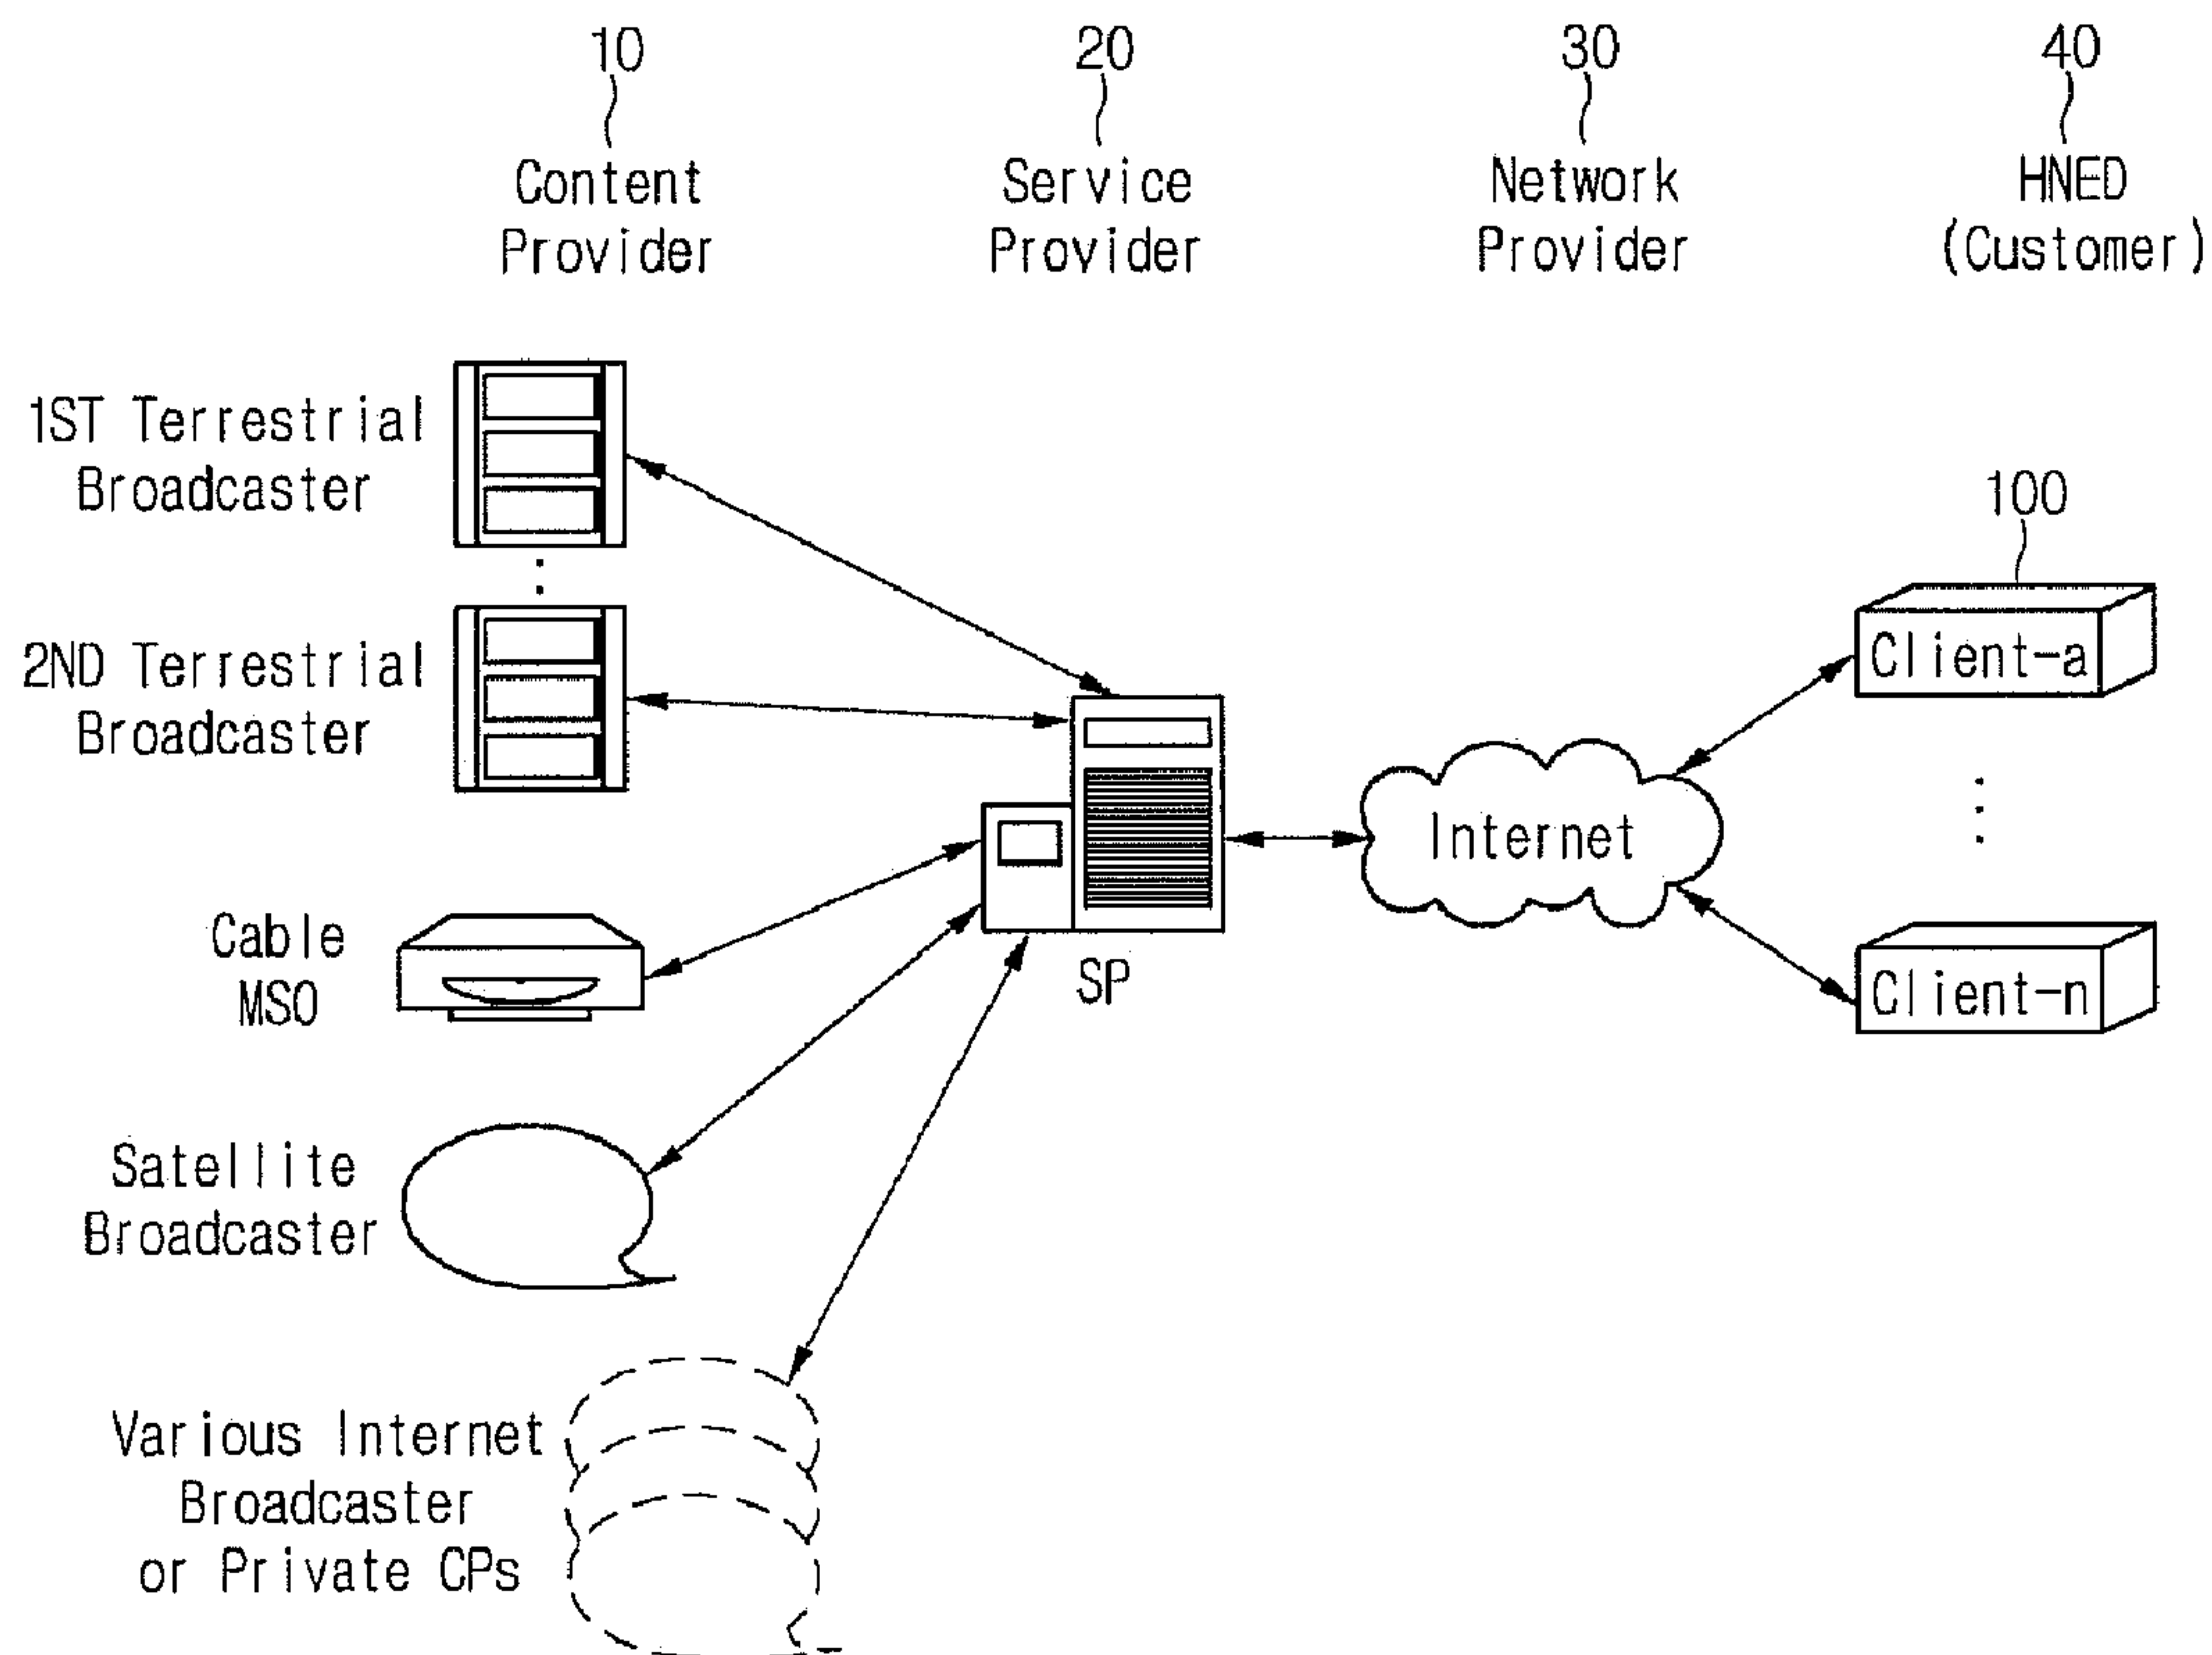 10
20
30
40
Content
Provider
Service
Provider
Network
Provider
HNED
(Customer)
1ST Terrestrial
Broadcaster
2ND Terrestrial
Broadcaster
Cable
MSO
Satellite
Broadcaster
Various Internet
Broadcaster
or Private CPs
SP
Internet
100
Client-a
Client-n